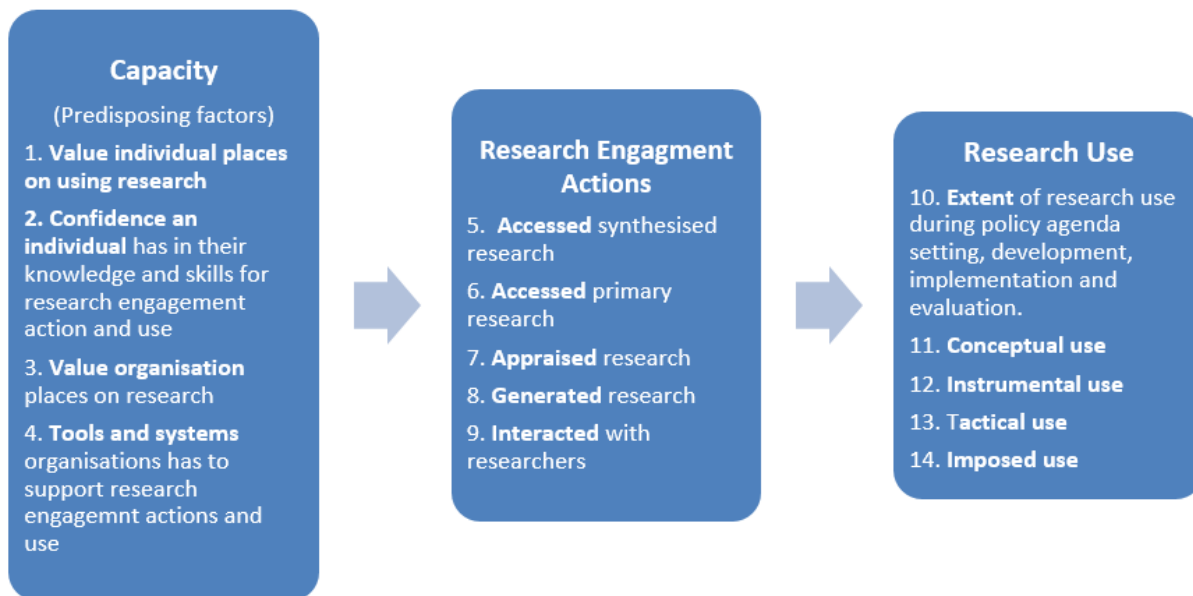 Capacity
(Predisposing factors)
1. Value individual places
on using research
2. Confidence an
individual has in their
knowledge and skills for
research engagement
action and use
3. Value organisation
places on research
4. Tools and systems
organisations has to
support research
engagemnt actions and
use
Research Engagment
Actions
5. Accessed synthesised
research
6. Accessed primary
research
7. Appraised research
8. Generated research
9. Interacted with
researchers
Research Use
10. Extent of research use
during policy agenda
setting, development,
implementation and
evaluation.
11. Conceptual use
12. Instrumental use
13. Tactical use
14. Imposed use